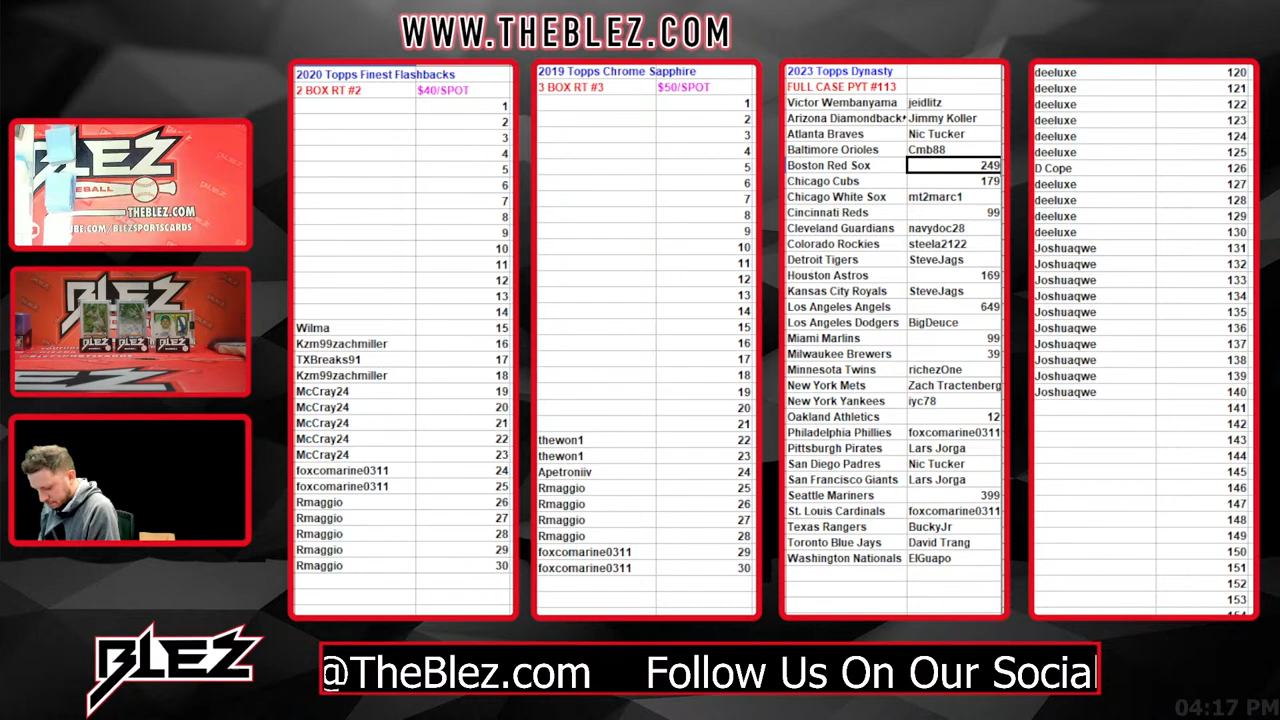 WWW.THEBLEZ.COM
BLEZ
BASEBALL
THEBLEZ.COM
BLEZ
2020 Topps Finest Flashbacks
2 BOX RT #2 $40/SPOT
1
2
3
4
5
6
7
8
9
10
11
12
13
14
Wilma 15
Kzm99zachmiller 16
TXBreaks91 17
Kzm99zachmiller 18
McCray24 19
McCray24 20
McCray24 21
McCray24 22
McCray24 23
foxcomarine0311 24
foxcomarine0311 25
Rmaggio 26
Rmaggio 27
Rmaggio 28
Rmaggio 29
Rmaggio 30
2019 Topps Chrome Sapphire
3 BOX RT #3 $50/SPOT
1
2
3
4
5
6
7
8
9
10
11
12
13
14
15
16
17
18
19
20
21
thewon1 22
thewon1 23
Apetroniiv 24
Rmaggio 25
Rmaggio 26
Rmaggio 27
Rmaggio 28
foxcomarine0311 29
foxcomarine0311 30
2023 Topps Dynasty
FULL CASE PYT #113
Victor Wembanyama jeidlitz
Arizona Diamondback Jimmy Koller
Atlanta Braves Nic Tucker
Baltimore Orioles Cmb88
Boston Red Sox 249
Chicago Cubs 179
Chicago White Sox mt2marc1
Cincinnati Reds 99
Cleveland Guardians navydoc28
Colorado Rockies steela2122
Detroit Tigers SteveJags
Houston Astros 169
Kansas City Royals SteveJags
Los Angeles Angels 649
Los Angeles Dodgers BigDeuce
Miami Marlins 99
Milwaukee Brewers 39
Minnesota Twins richezOne
New York Mets Zach Tractenberg
New York Yankees iyc78
Oakland Athletics 12
Philadelphia Phillies foxcomarine0311
Pittsburgh Pirates Lars Jorga
San Diego Padres Nic Tucker
San Francisco Giants Lars Jorga
Seattle Mariners 399
St. Louis Cardinals foxcomarine0311
Texas Rangers BuckyJr
Toronto Blue Jays David Trang
Washington Nationals ElGuapo
deeluxe 120
deeluxe 121
deeluxe 122
deeluxe 123
deeluxe 124
deeluxe 125
D Cope 126
deeluxe 127
deeluxe 128
deeluxe 129
deeluxe 130
Joshuaqwe 131
Joshuaqwe 132
Joshuaqwe 133
Joshuaqwe 134
Joshuaqwe 135
Joshuaqwe 136
Joshuaqwe 137
Joshuaqwe 138
Joshuaqwe 139
Joshuaqwe 140
141
142
143
144
145
146
147
148
149
150
151
152
153
BLEZ
@TheBlez.com Follow Us On Our Social
04:17 PM